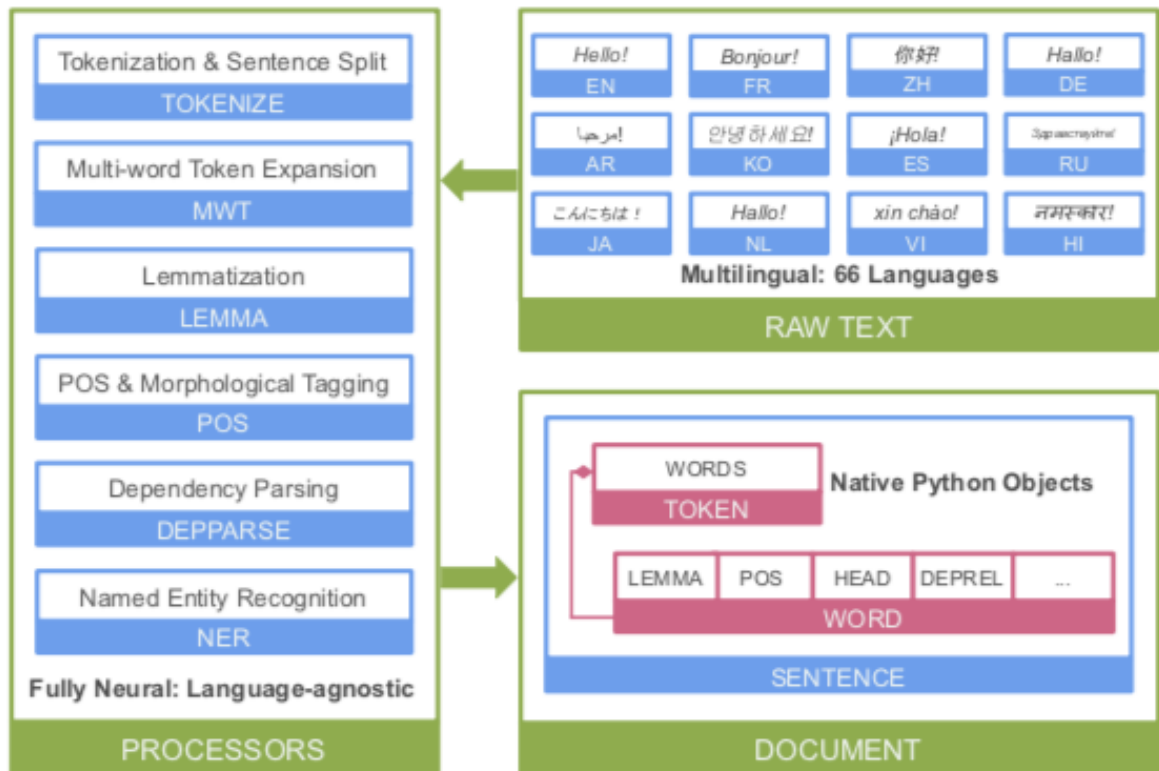 Tokenization & Sentence Split
TOKENIZE
Multi-word Token Expansion
MWT
Lemmatization
LEMMA
POS & Morphological Tagging
POS
Dependency Parsing
DEPPARSE
Named Entity Recognition
NER
Fully Neural: Language-agnostic
PROCESSORS
Hello!
EN
Bonjour!
FR
你好!
ZH
Hallo!
DE
مرحبا!
AR
안녕하세요!
KO
¡Hola!
ES
Здравствуйте!
RU
こんにちは！
JA
Hallo!
NL
xin chào!
VI
नमस्कार!
HI
Multilingual: 66 Languages
RAW TEXT
WORDS
TOKEN
Native Python Objects
LEMMA POS HEAD DEPREL ...
WORD
SENTENCE
DOCUMENT